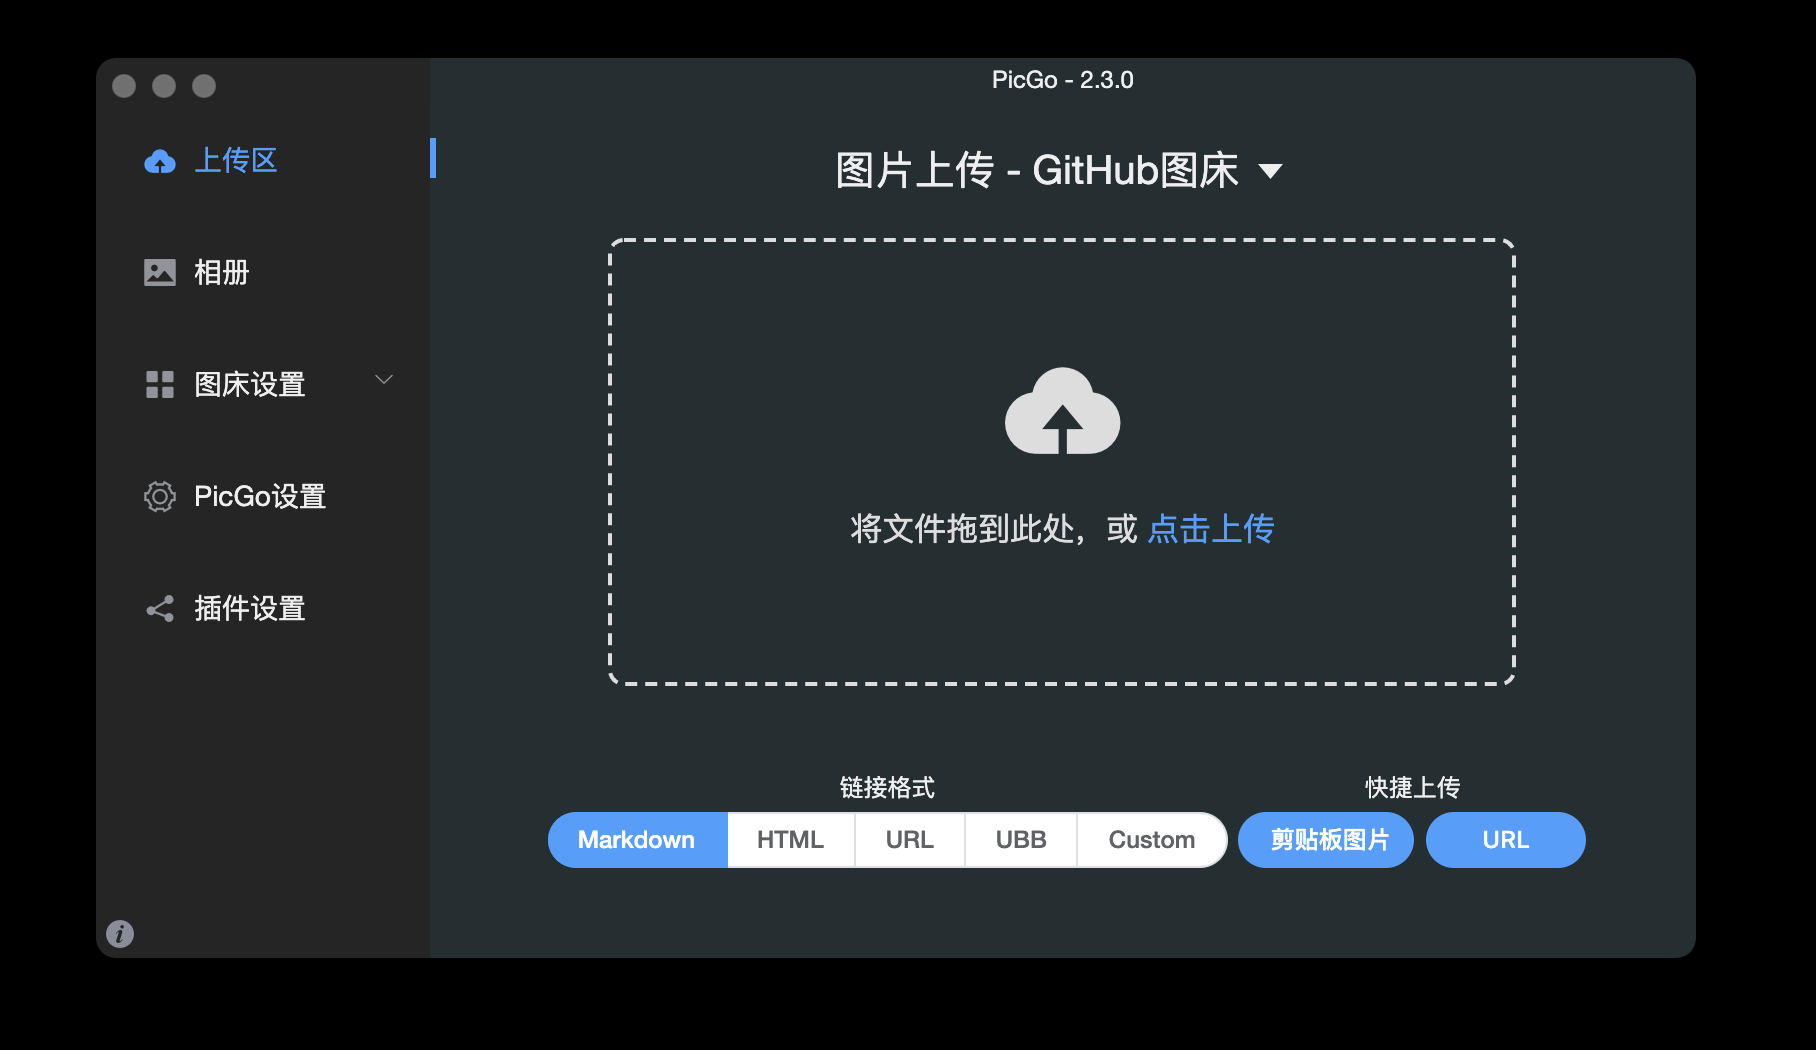 PicGo - 2.3.0
上传区
相册
图床设置
PicGo设置
插件设置
图片上传 - GitHub图床
将文件拖到此处，或 点击上传
链接格式
Markdown HTML URL UBB Custom
快捷上传
剪贴板图片 URL
i